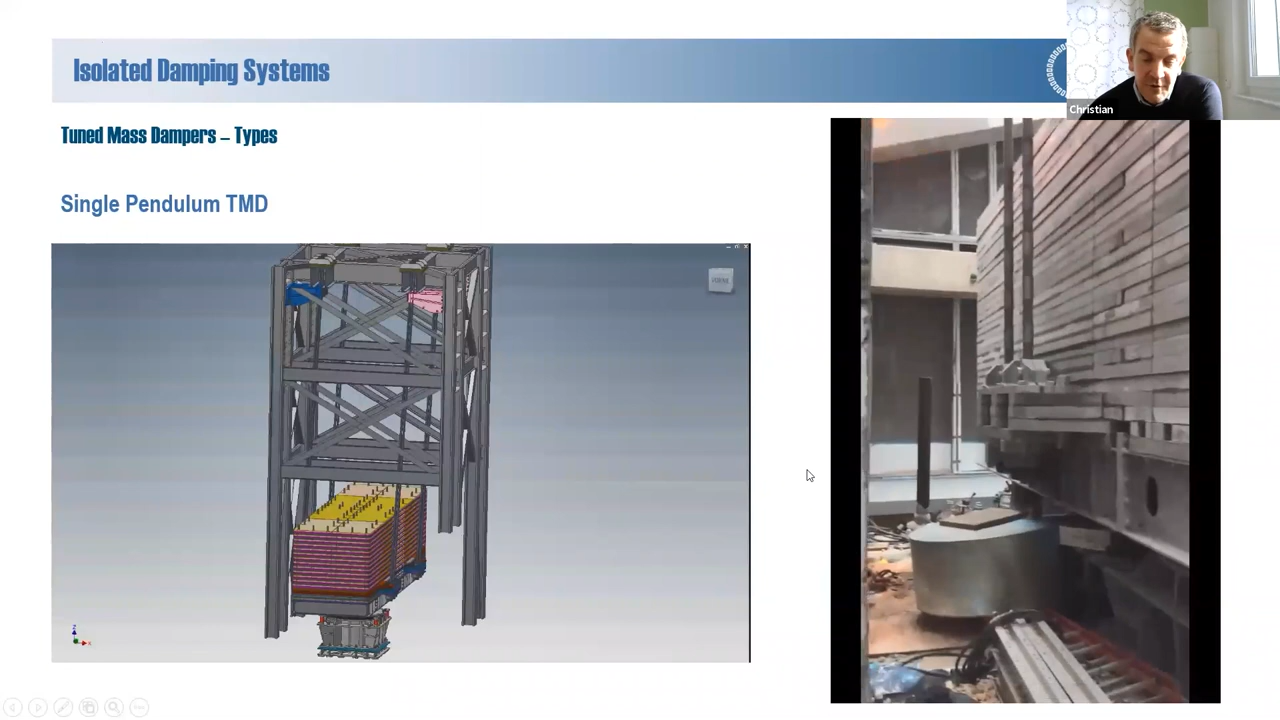 Isolated Damping Systems
Christian
Tuned Mass Dampers – Types
Single Pendulum TMD
z
x